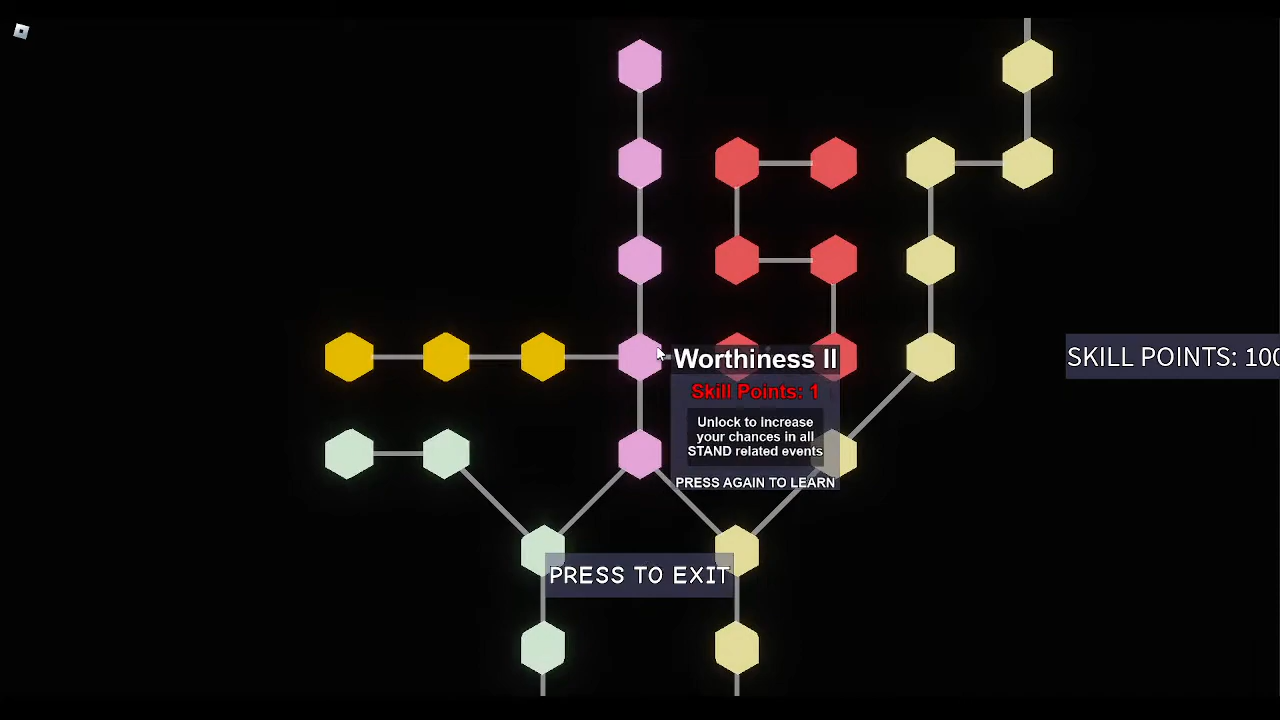 Worthiness II
Skill Points: 1
Unlock to increase
your chances in all
STAND related events
PRESS AGAIN TO LEARN
SKILL POINTS: 100
PRESS TO EXIT